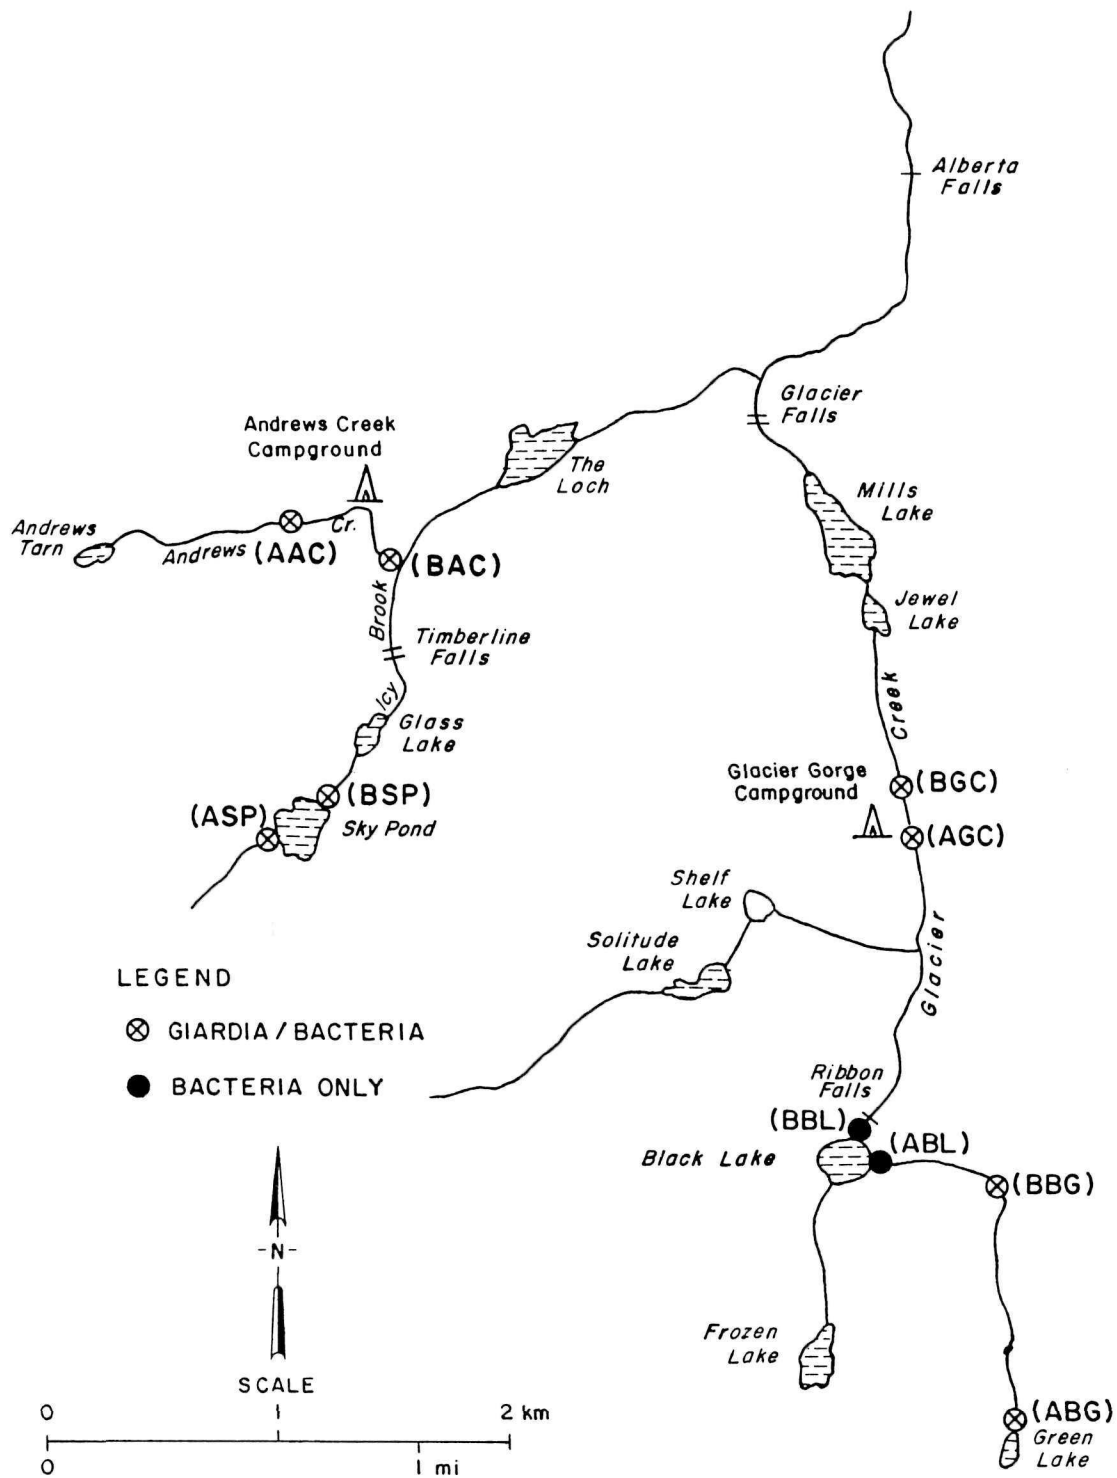 Alberta
Falls
Glacier
Falls
Andrews Creek
Campground
The
Loch
Mills
Lake
Andrews
Tarn
Andrews
Cr.
(AAC)
(BAC)
Brook
Jewel
Lake
Timberline
Falls
Icy
Glass
Lake
Creek
(BSP)
(ASP)
Sky Pond
Glacier Gorge
Campground
(BGC)
(AGC)
Shelf
Lake
Solitude
Lake
Glacier
LEGEND
GIARDIA / BACTERIA
BACTERIA ONLY
Ribbon
Falls
(BBL)
(ABL)
Black Lake
(BBG)
-N-
Frozen
Lake
SCALE
0 1 2 km
0 1 mi
(ABG)
Green
Lake